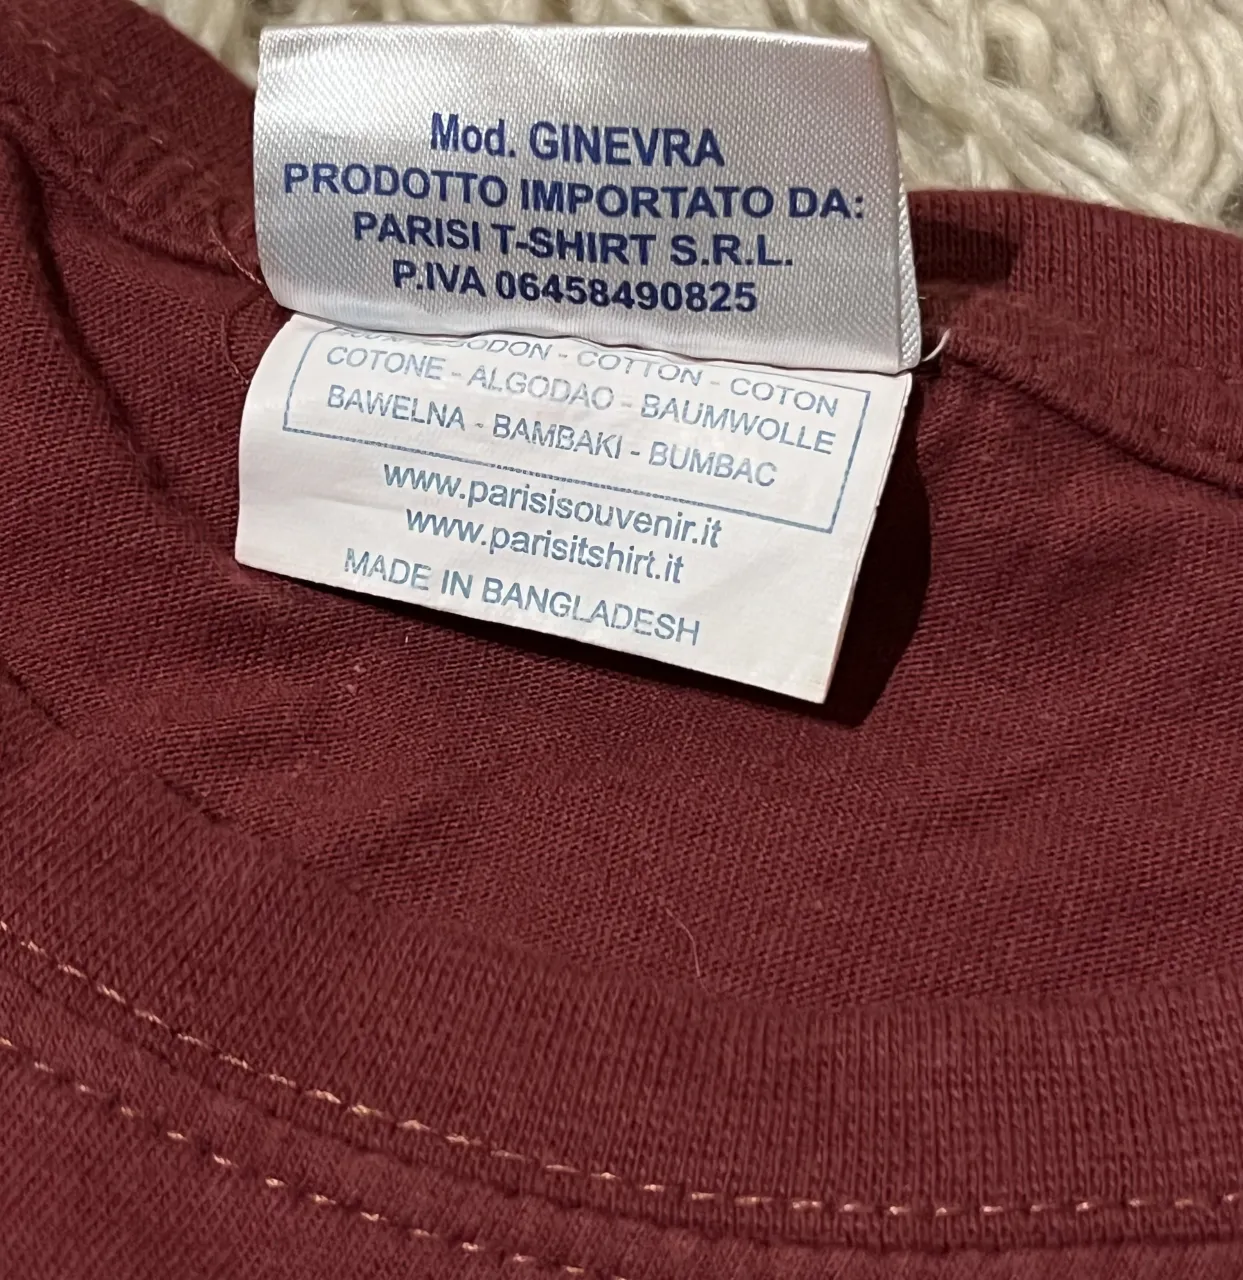 Mod. GINEVRA
PRODOTTO IMPORTATO DA:
PARISI T-SHIRT S.R.L.
P.IVA 06458490825
COTTON - COTON
COTONE - ALGODAO - BAUMWOLLE
BAWELNA - BAMBAKI - BUMBAC
www.parisisouvenir.it
www.parisitshirt.it
MADE IN BANGLADESH